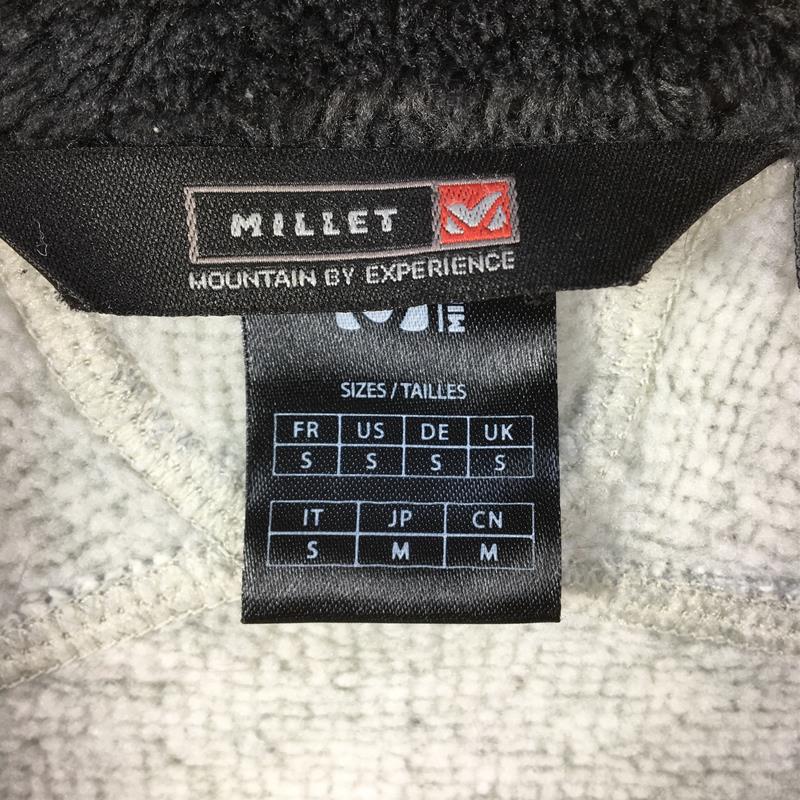 MILLET
MOUNTAIN BY EXPERIENCE
SIZES / TAILLES
FR US DE UK
S S S S
IT JP CN
S M M